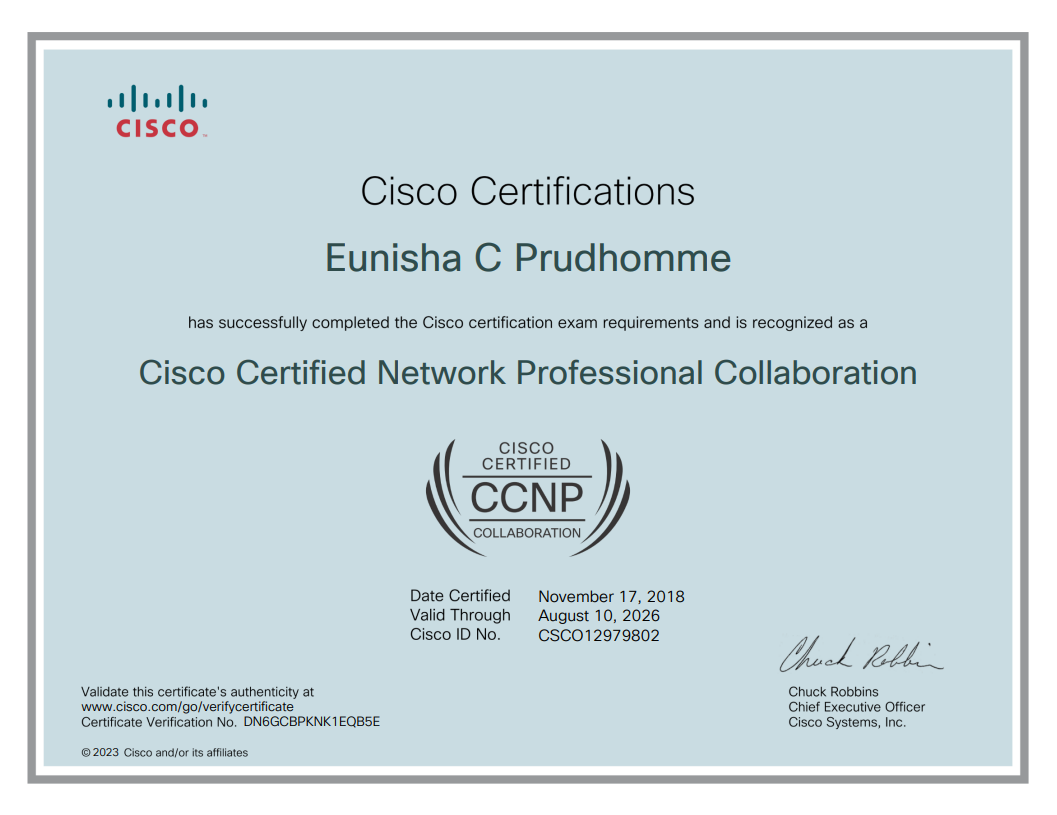 CISCO
Cisco Certifications
Eunisha C Prudhomme
has successfully completed the Cisco certification exam requirements and is recognized as a
Cisco Certified Network Professional Collaboration
CISCO
CERTIFIED
CCNP
COLLABORATION
Date Certified November 17, 2018
Valid Through August 10, 2026
Cisco ID No. CSCO12979802
Chuck Robbins
Validate this certificate's authenticity at
www.cisco.com/go/verifycertificate
Certificate Verification No. DN6GCBPKNK1EQB5E
Chuck Robbins
Chief Executive Officer
Cisco Systems, Inc.
© 2023 Cisco and/or its affiliates